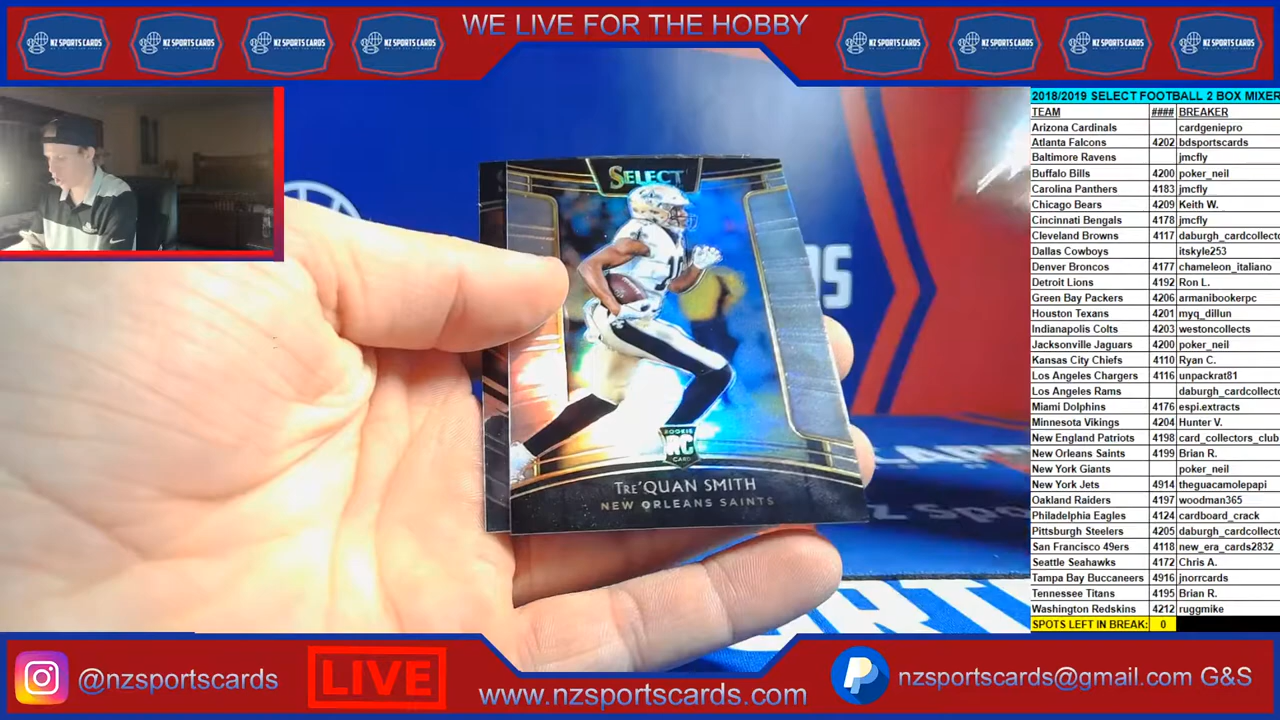 WE LIVE FOR THE HOBBY
NZ SPORTS CARDS
NZ SPORTS CARDS
NZ SPORTS CARDS
NZ SPORTS CARDS
NZ SPORTS CARDS
NZ SPORTS CARDS
NZ SPORTS CARDS
NZ SPORTS CARDS
2018/2019 SELECT FOOTBALL 2 BOX MIXER
TEAM #### BREAKER
Arizona Cardinals cardgeniepro
Atlanta Falcons 4202 bdsportscards
Baltimore Ravens jmcfly
Buffalo Bills 4200 poker_neil
Carolina Panthers 4183 jmcfly
Chicago Bears 4209 Keith W.
Cincinnati Bengals 4178 jmcfly
Cleveland Browns 4117 daburgh_cardcollect
Dallas Cowboys itskyle253
Denver Broncos 4177 chameleon_italiano
Detroit Lions 4192 Ron L.
Green Bay Packers 4206 armanibookerpc
Houston Texans 4201 myq_dillun
Indianapolis Colts 4203 westoncollects
Jacksonville Jaguars 4200 poker_neil
Kansas City Chiefs 4110 Ryan C.
Los Angeles Chargers 4116 unpackrat81
Los Angeles Rams daburgh_cardcollect
Miami Dolphins 4176 espi.extracts
Minnesota Vikings 4204 Hunter V.
New England Patriots 4198 card_collectors_club
New Orleans Saints 4199 Brian R.
New York Giants poker_neil
New York Jets 4914 theguacamolepapi
Oakland Raiders 4197 woodman365
Philadelphia Eagles 4124 cardboard_crack
Pittsburgh Steelers 4205 daburgh_cardcollect
San Francisco 49ers 4118 new_era_cards2832
Seattle Seahawks 4172 Chris A.
Tampa Bay Buccaneers 4916 jnorrcards
Tennessee Titans 4195 Brian R.
Washington Redskins 4212 ruggmike
SPOTS LEFT IN BREAK: 0
SELECT
ROOKIE
RC
CARD
TRE'QUAN SMITH
NEW ORLEANS SAINTS
@nzsportscards
LIVE
www.nzsportscards.com
nzsportscards@gmail.com G&S